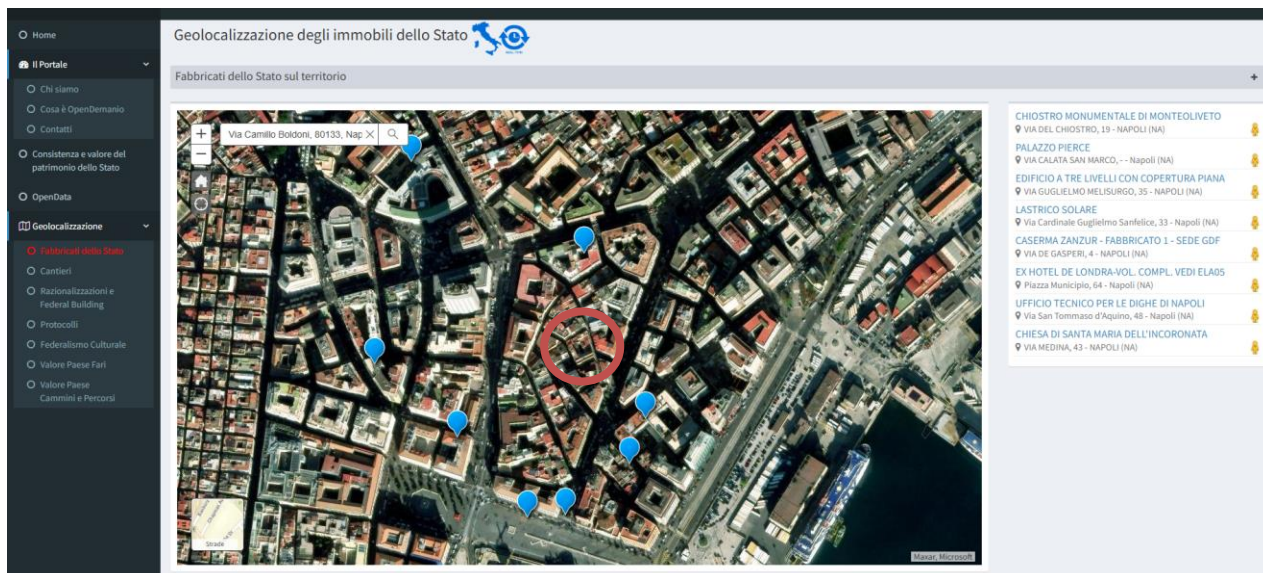 Home
Il Portale
Chi siamo
Cosa è OpenDemanio
Contatti
Consistenza e valore del
patrimonio dello Stato
OpenData
Geolocalizzazione
Fabbricati dello Stato
Cantieri
Razionalizzazioni e
Federal Building
Protocolli
Federalismo Culturale
Valore Paese Fari
Valore Paese
Cammini e Percorsi
Geolocalizzazione degli immobili dello Stato
Fabbricati dello Stato sul territorio
+
+
Via Camillo Boldoni, 80133, Nap
−
Strade
Maxar, Microsoft
CHIOSTRO MONUMENTALE DI MONTEOLIVETO
VIA DEL CHIOSTRO, 19 - NAPOLI (NA)
PALAZZO PIERCE
VIA CALATA SAN MARCO, - - Napoli (NA)
EDIFICIO A TRE LIVELLI CON COPERTURA PIANA
VIA GUGLIELMO MELISURGO, 35 - NAPOLI (NA)
LASTRICO SOLARE
Via Cardinale Guglielmo Sanfelice, 33 - Napoli (NA)
CASERMA ZANZUR - FABBRICATO 1 - SEDE GDF
VIA DE GASPERI, 4 - NAPOLI (NA)
EX HOTEL DE LONDRA-VOL. COMPL. VEDI ELA05
Piazza Municipio, 64 - Napoli (NA)
UFFICIO TECNICO PER LE DIGHE DI NAPOLI
Via San Tommaso d'Aquino, 48 - Napoli (NA)
CHIESA DI SANTA MARIA DELL'INCORONATA
VIA MEDINA, 43 - NAPOLI (NA)